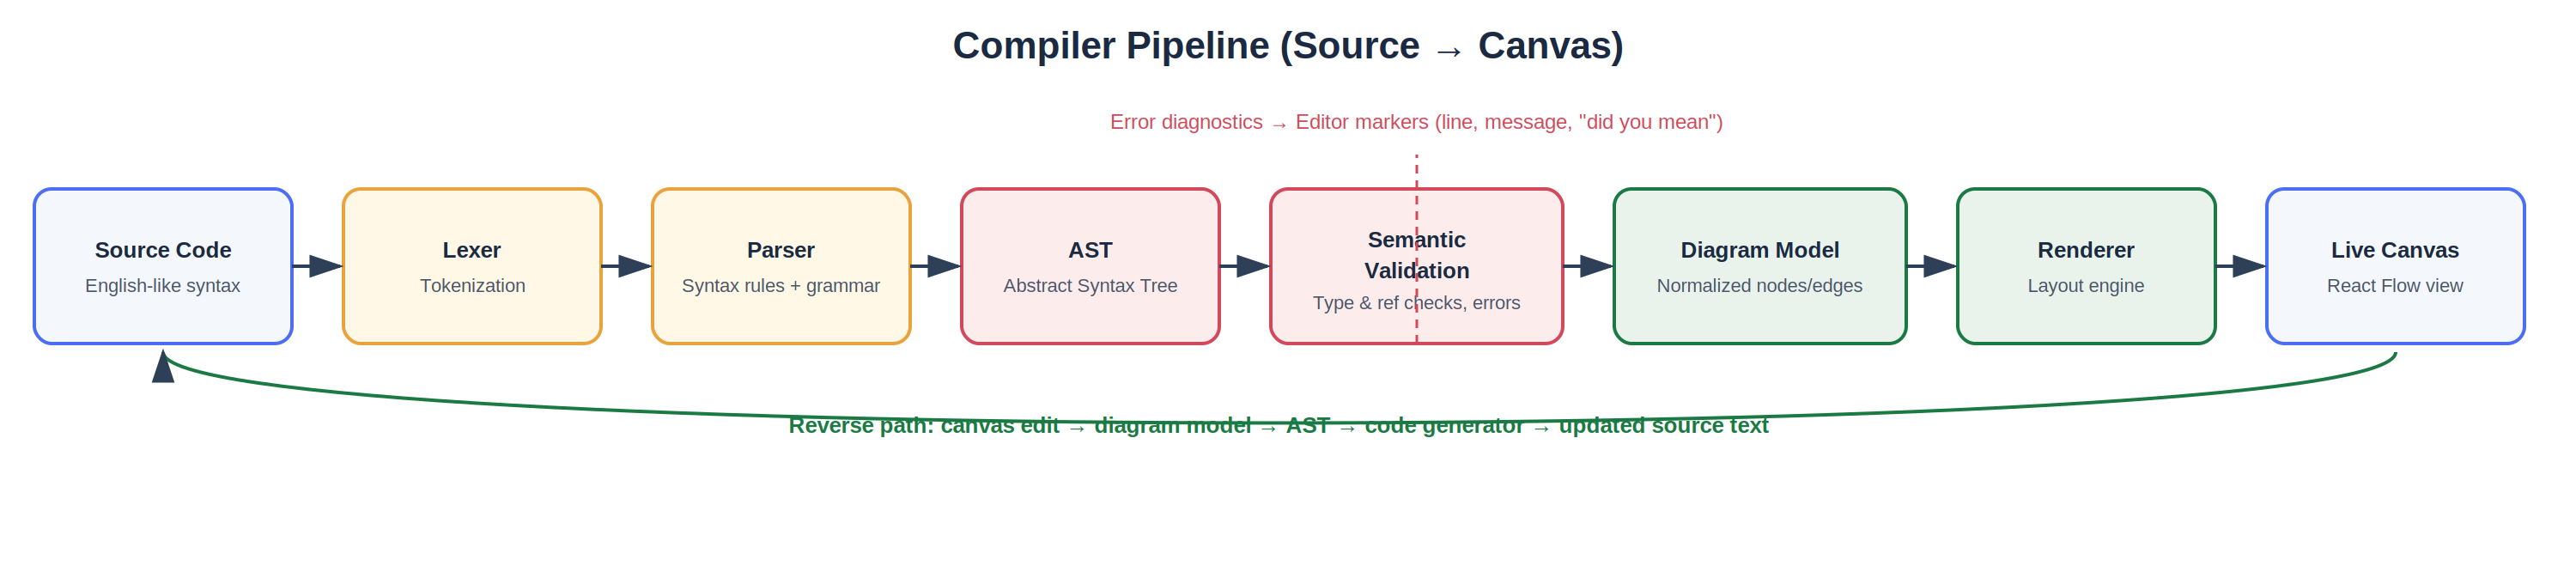 Compiler Pipeline (Source → Canvas)
Error diagnostics → Editor markers (line, message, "did you mean")
Source Code
English-like syntax
Lexer
Tokenization
Parser
Syntax rules + grammar
AST
Abstract Syntax Tree
Semantic
Validation
Type & ref checks, errors
Diagram Model
Normalized nodes/edges
Renderer
Layout engine
Live Canvas
React Flow view
Reverse path: canvas edit → diagram model → AST → code generator → updated source text